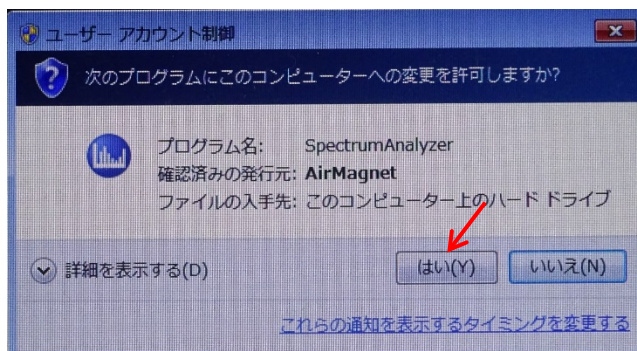 ユーザー アカウント制御
次のプログラムにこのコンピューターへの変更を許可しますか?
プログラム名: SpectrumAnalyzer
確認済みの発行元: AirMagnet
ファイルの入手先: このコンピューター上のハード ドライブ
詳細を表示する(D) はい(Y) いいえ(N)
これらの通知を表示するタイミングを変更する